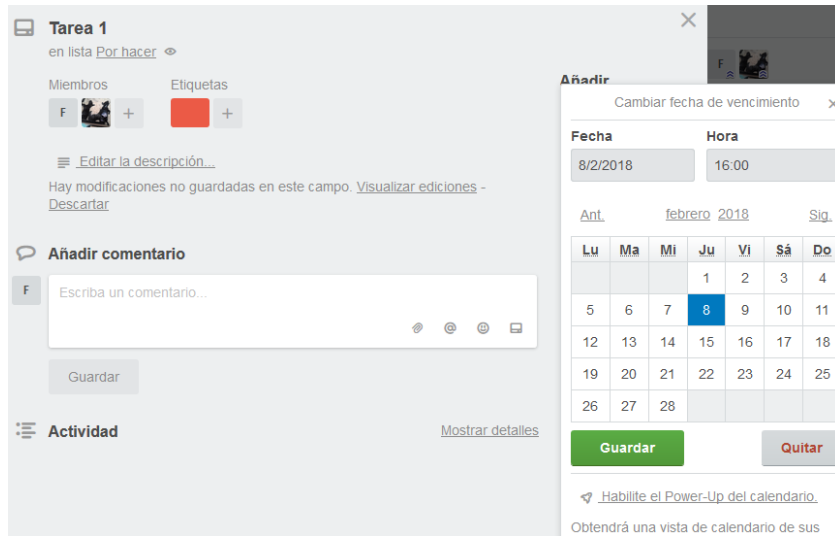 Tarea 1
en lista Por hacer
Miembros
Etiquetas
F
+
+
Editar la descripción...
Hay modificaciones no guardadas en este campo. Visualizar ediciones -
Descartar
Añadir comentario
F
Escriba un comentario...
@
Guardar
Actividad
Mostrar detalles
F
Añadir
Cambiar fecha de vencimiento
Fecha
Hora
8/2/2018
16:00
Ant. febrero 2018 Sig.
Lu Ma Mi Ju Vi Sá Do
1 2 3 4
5 6 7 8 9 10 11
12 13 14 15 16 17 18
19 20 21 22 23 24 25
26 27 28
Guardar
Quitar
Habilite el Power-Up del calendario.
Obtendrá una vista de calendario de sus